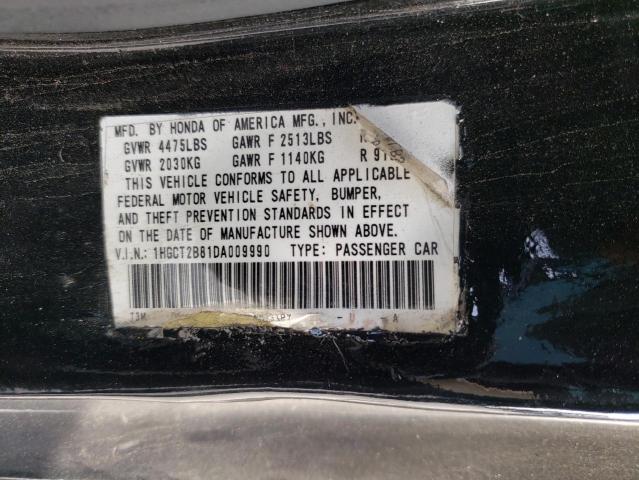 MFD. BY HONDA OF AMERICA MFG., INC.
GVWR 4475LBS GAWR F 2513LBS
GVWR 2030KG GAWR F 1140KG R
THIS VEHICLE CONFORMS TO ALL APPLICABLE
FEDERAL MOTOR VEHICLE SAFETY, BUMPER,
AND THEFT PREVENTION STANDARDS IN EFFECT
ON THE DATE OF MANUFACTURE SHOWN ABOVE.
V.I.N.: 1HGCT2B81DA009990 TYPE: PASSENGER CAR
T3M - U - A